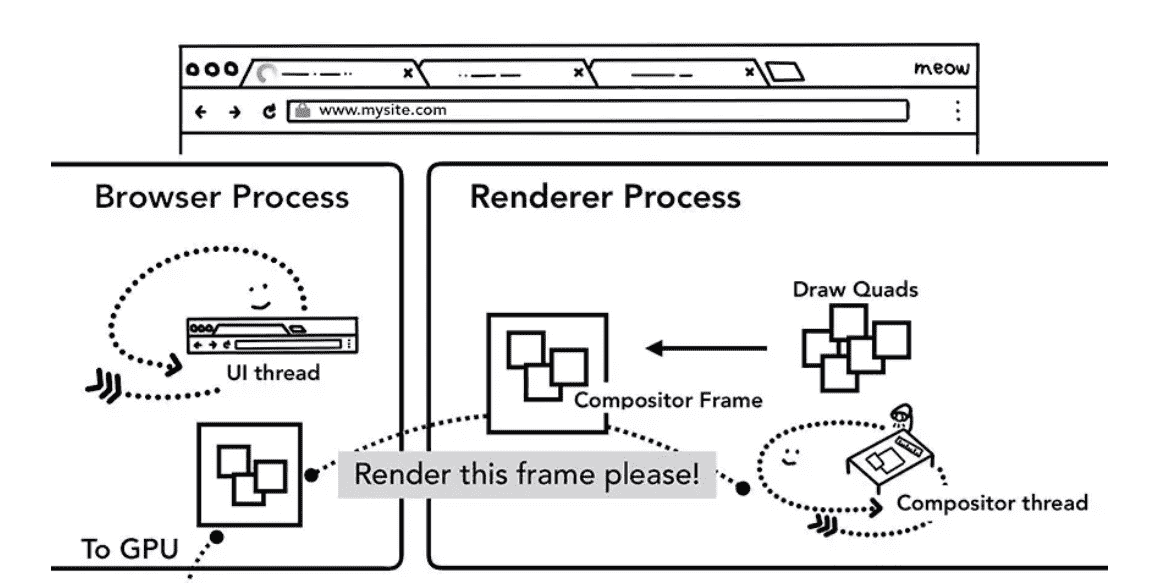 meow
www.mysite.com
Browser Process
Renderer Process
Draw Quads
UI thread
Compositor Frame
Render this frame please!
Compositor thread
To GPU